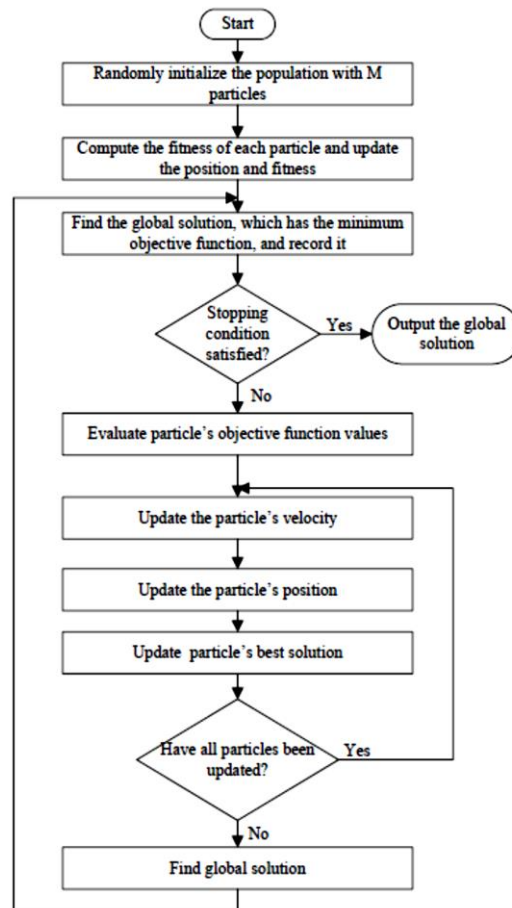 Start
Randomly initialize the population with M
particles
Compute the fitness of each particle and update
the position and fitness
Find the global solution, which has the minimum
objective function, and record it
Stopping
condition
satisfied?
Yes
Output the global
solution
No
Evaluate particle's objective function values
Update the particle's velocity
Update the particle's position
Update particle's best solution
Have all particles been
updated?
Yes
No
Find global solution